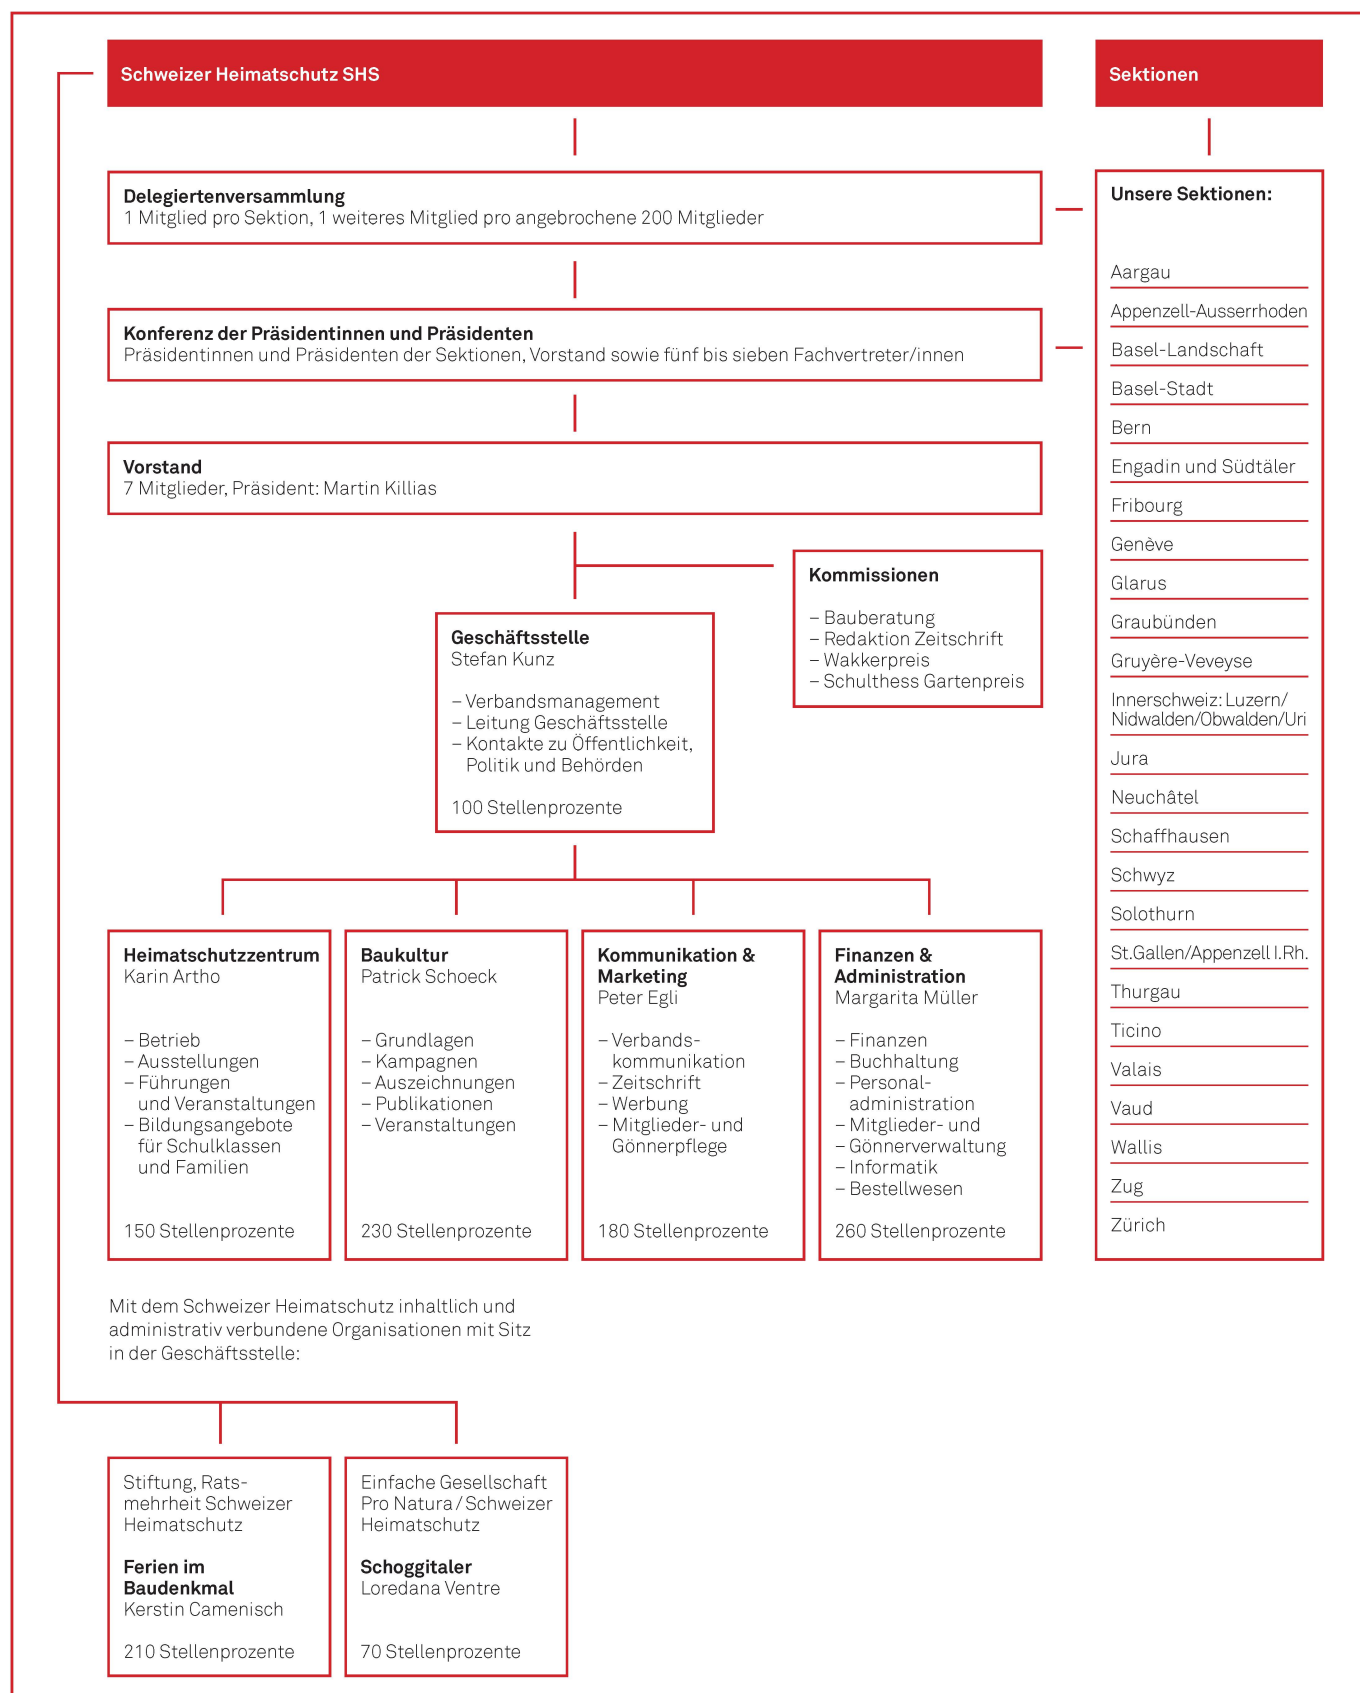 Schweizer Heimatschutz SHS
Delegiertenversammlung
1 Mitglied pro Sektion, 1 weiteres Mitglied pro angebrochene 200 Mitglieder
Konferenz der Präsidentinnen und Präsidenten
Präsidentinnen und Präsidenten der Sektionen, Vorstand sowie fünf bis sieben Fachvertreter/innen
Vorstand
7 Mitglieder, Präsident: Martin Killias
Kommissionen
– Bauberatung
– Redaktion Zeitschrift
– Wakkerpreis
– Schulthess Gartenpreis
Geschäftsstelle
Stefan Kunz
– Verbandsmanagement
– Leitung Geschäftsstelle
– Kontakte zu Öffentlichkeit,
Politik und Behörden
100 Stellenprozente
Heimatschutzzentrum
Karin Artho
– Betrieb
– Ausstellungen
– Führungen
und Veranstaltungen
– Bildungsangebote
für Schulklassen
und Familien
150 Stellenprozente
Baukultur
Patrick Schoeck
– Grundlagen
– Kampagnen
– Auszeichnungen
– Publikationen
– Veranstaltungen
230 Stellenprozente
Kommunikation &
Marketing
Peter Egli
– Verbands-
kommunikation
– Zeitschrift
– Werbung
– Mitglieder- und
Gönnerpflege
180 Stellenprozente
Finanzen &
Administration
Margarita Müller
– Finanzen
– Buchhaltung
– Personal-
administration
– Mitglieder- und
– Gönnerverwaltung
– Informatik
– Bestellwesen
260 Stellenprozente
Mit dem Schweizer Heimatschutz inhaltlich und
administrativ verbundene Organisationen mit Sitz
in der Geschäftsstelle:
Stiftung, Rats-
mehrheit Schweizer
Heimatschutz
Ferien im
Baudenkmal
Kerstin Camenisch
210 Stellenprozente
Einfache Gesellschaft
Pro Natura / Schweizer
Heimatschutz
Schoggitaler
Loredana Ventre
70 Stellenprozente
Sektionen
Unsere Sektionen:
Aargau
Appenzell-Ausserrhoden
Basel-Landschaft
Basel-Stadt
Bern
Engadin und Südtäler
Fribourg
Genève
Glarus
Graubünden
Gruyère-Veveyse
Innerschweiz: Luzern/
Nidwalden/Obwalden/Uri
Jura
Neuchâtel
Schaffhausen
Schwyz
Solothurn
St.Gallen/Appenzell I.Rh.
Thurgau
Ticino
Valais
Vaud
Wallis
Zug
Zürich